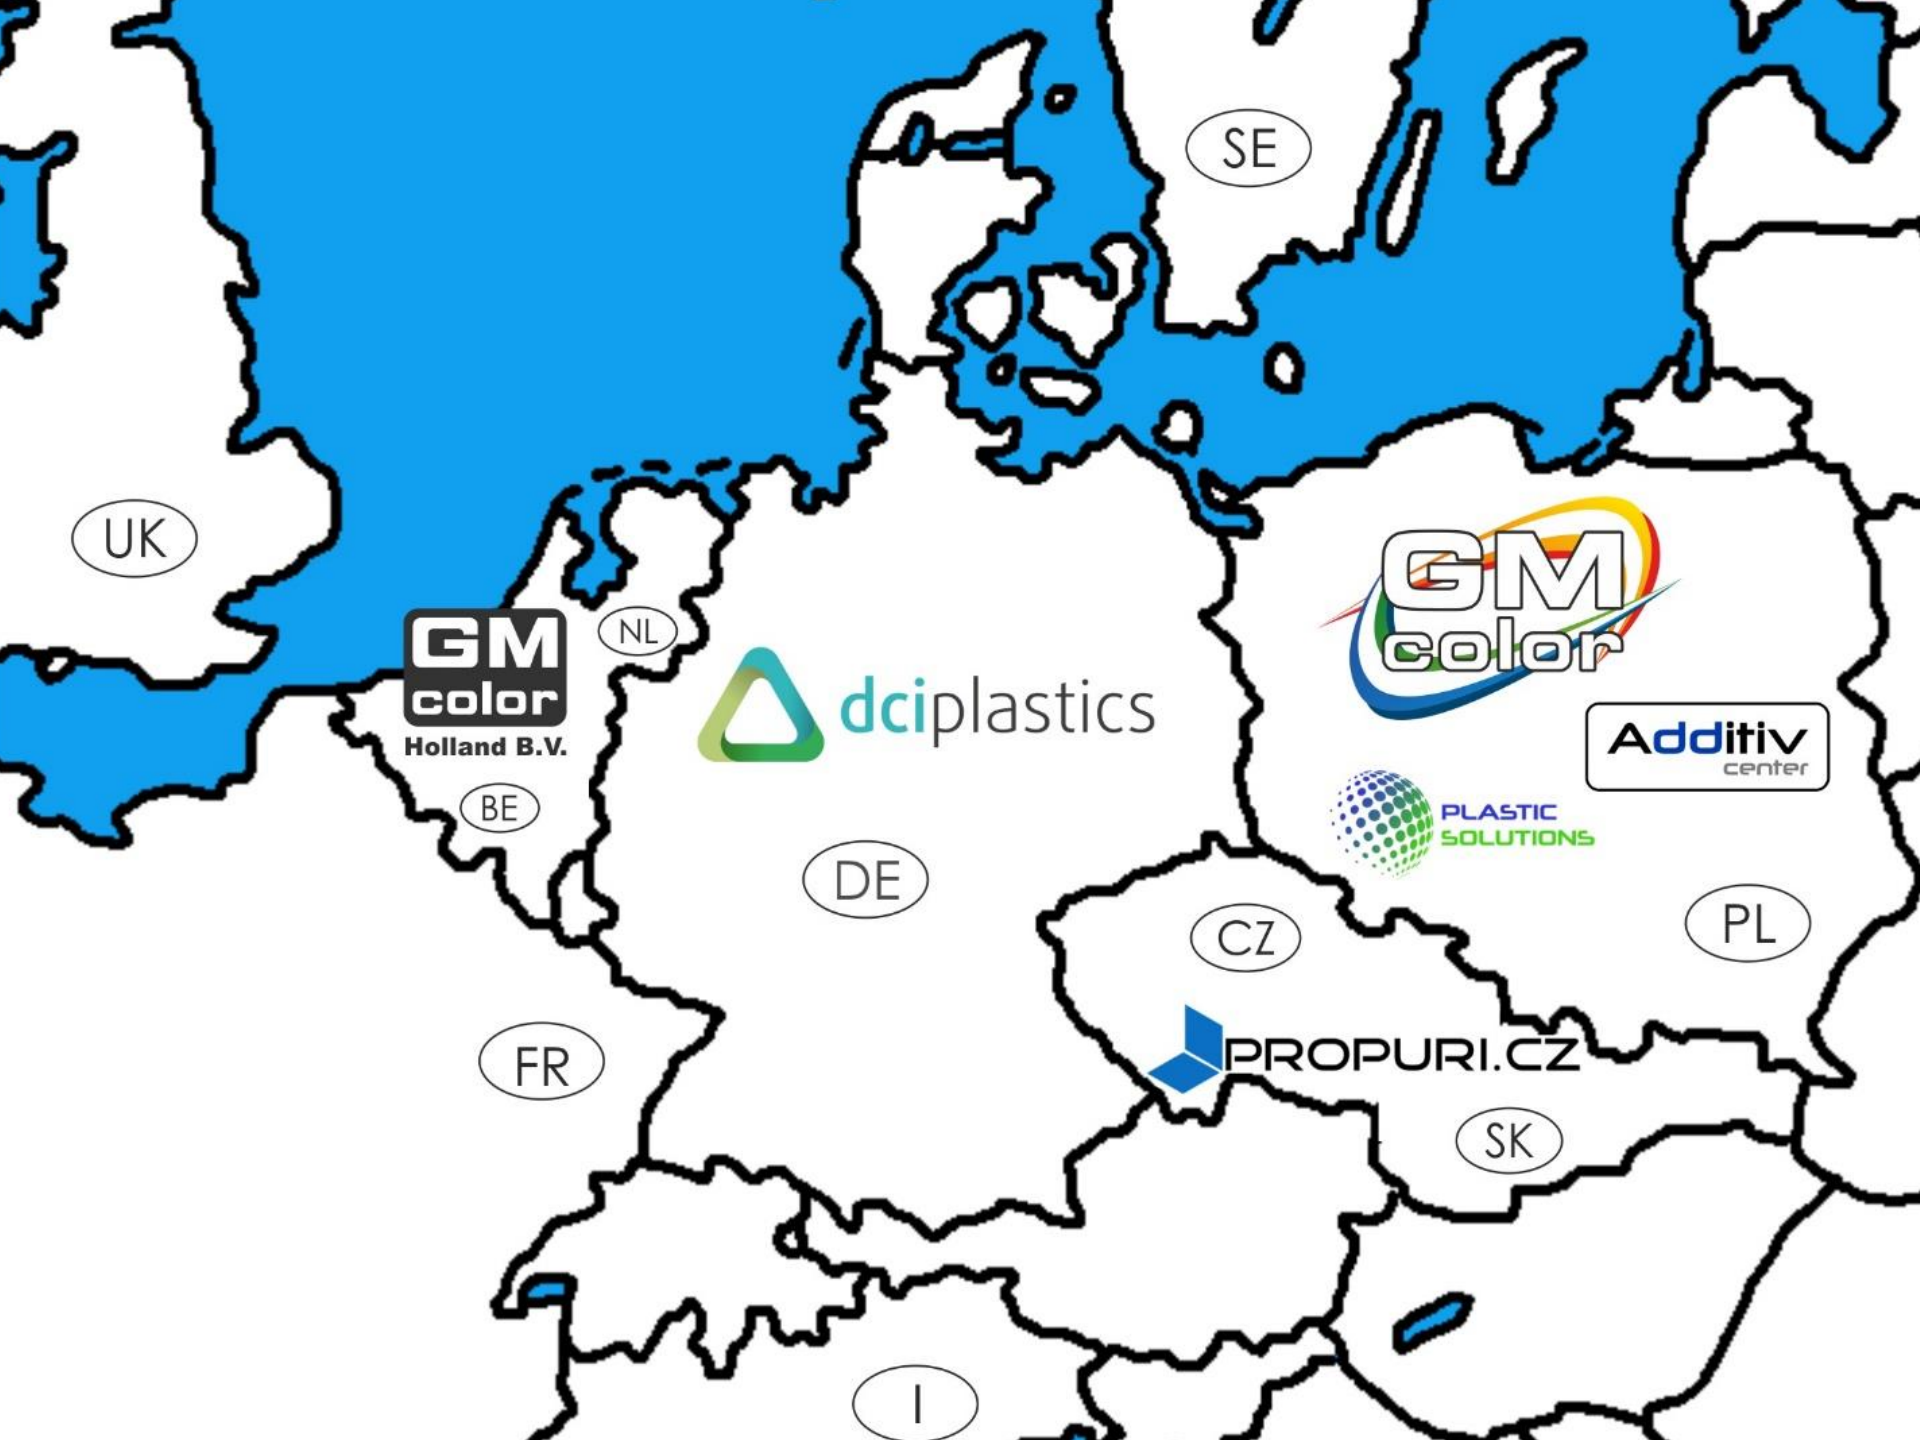 SE
UK
GM
color
NL
GM
color
Holland B.V.
dciplastics
Additiv
center
PLASTIC
SOLUTIONS
BE
DE
CZ
PL
FR
PROPURI.CZ
SK
I